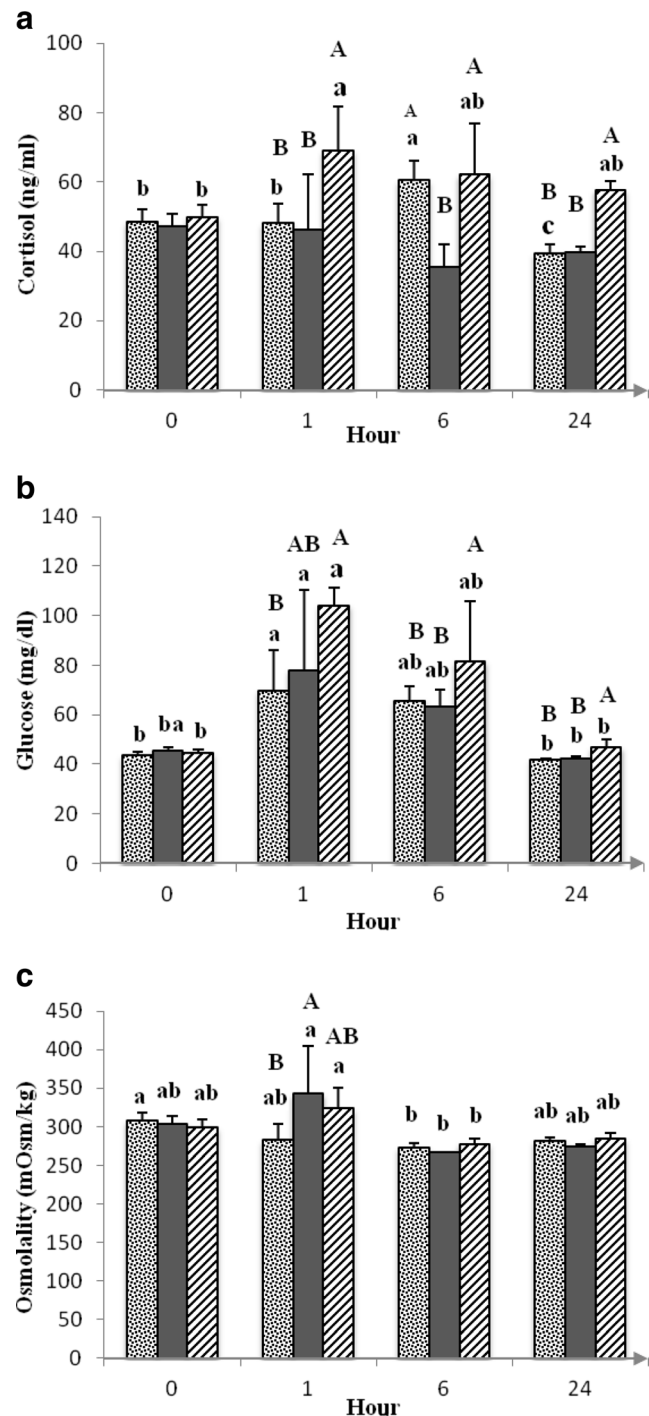 a
Cortisol (ng/ml)
100
80
60
40
20
0
b b
B B A
b a
A B A
a ab
B B A
c ab
0 1 6 24
Hour
b
Glucose (mg/dl)
140
120
100
80
60
40
20
0
b ba b
B AB A
a a a
B B A
ab ab ab
B B A
b b b
0 1 6 24
Hour
c
Osmolality (mOsm/kg)
450
400
350
300
250
200
150
100
50
0
a ab ab
B A AB
ab a a
b b b
ab ab ab
0 1 6 24
Hour